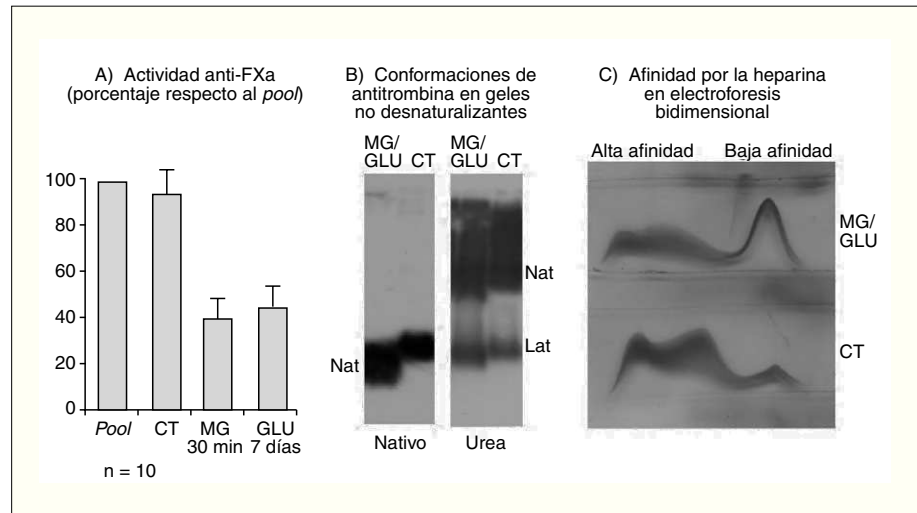 A) Actividad anti-FXa
(porcentaje respecto al pool)
100
80
60
40
20
0
Pool CT MG GLU
30 min 7 días
n = 10
B) Conformaciones de
antitrombina en geles
no desnaturalizantes
MG/
GLU CT
MG/
GLU CT
Nat
Nat
Lat
Nativo Urea
C) Afinidad por la heparina
en electroforesis
bidimensional
Alta afinidad Baja afinidad
MG/
GLU
CT